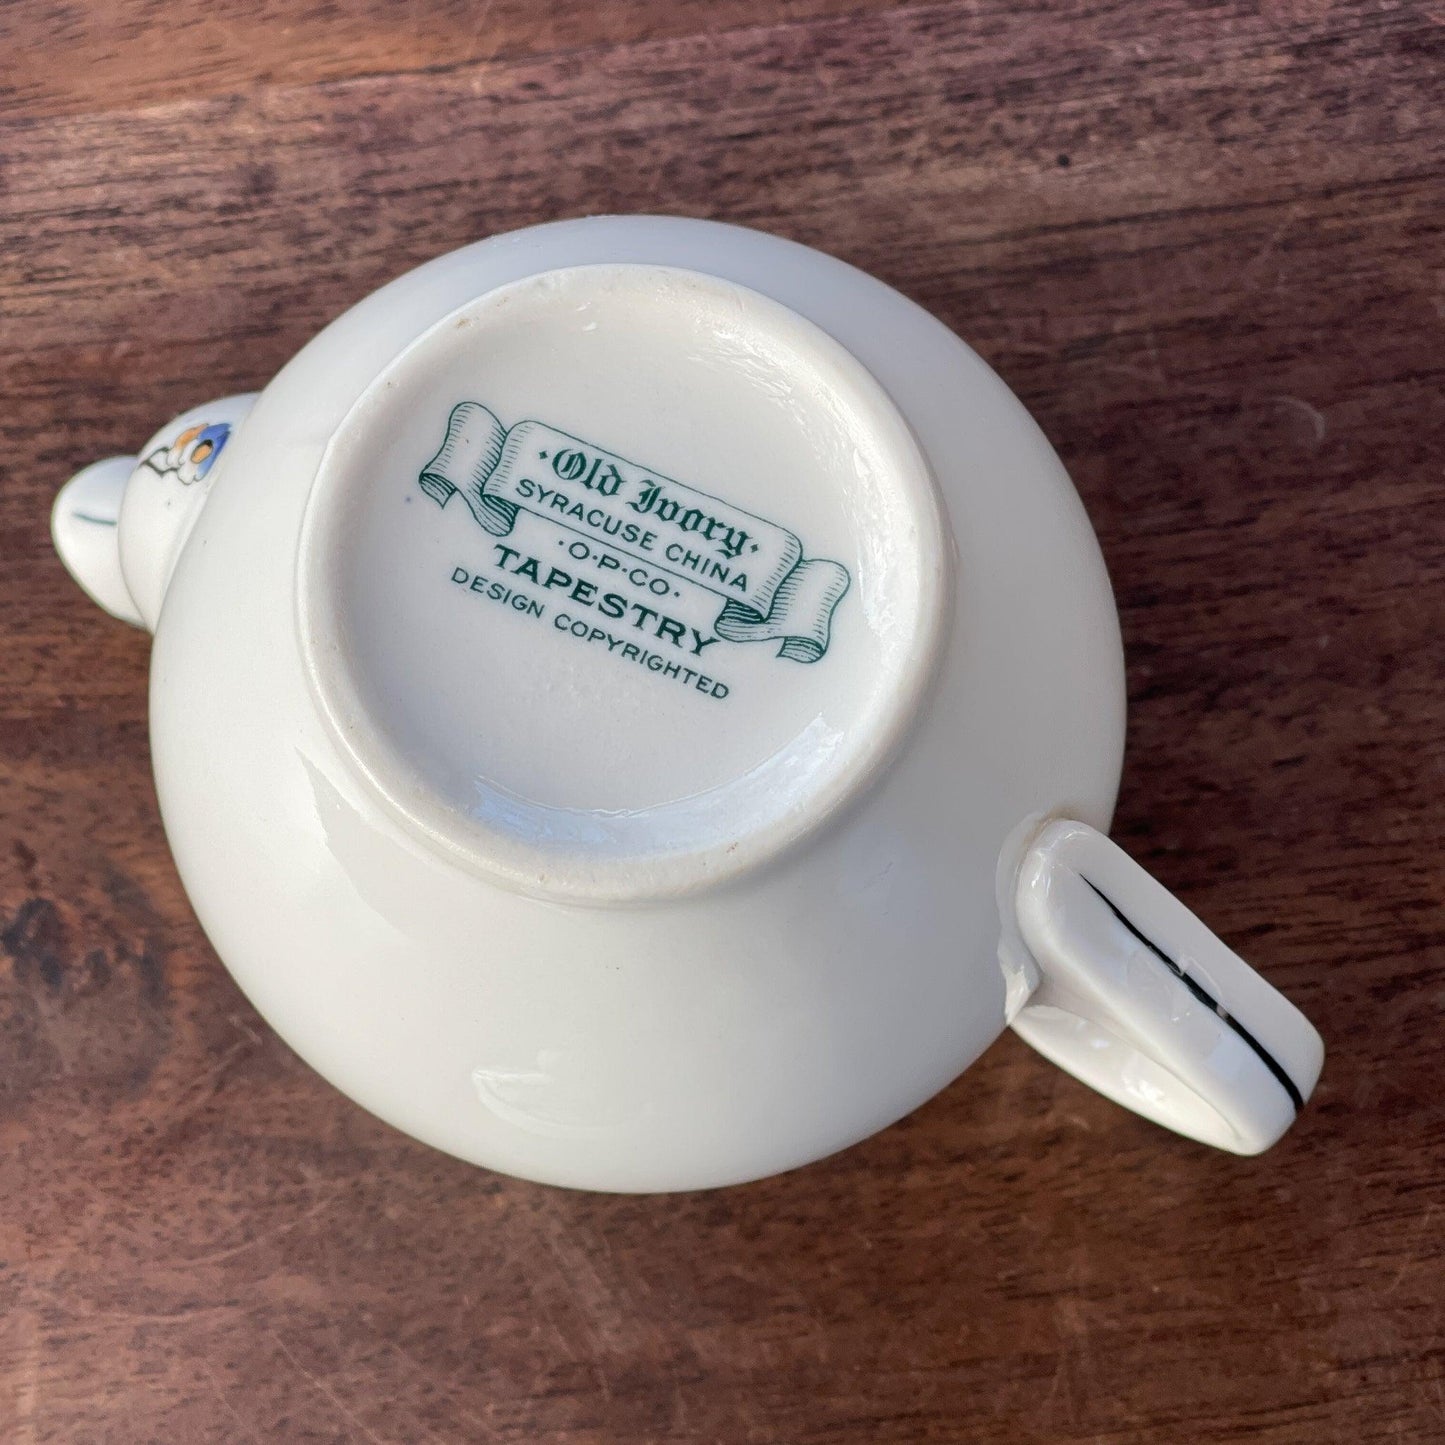 ·Old Ivory·
SYRACUSE CHINA
·O·P·CO·
TAPESTRY
DESIGN COPYRIGHTED